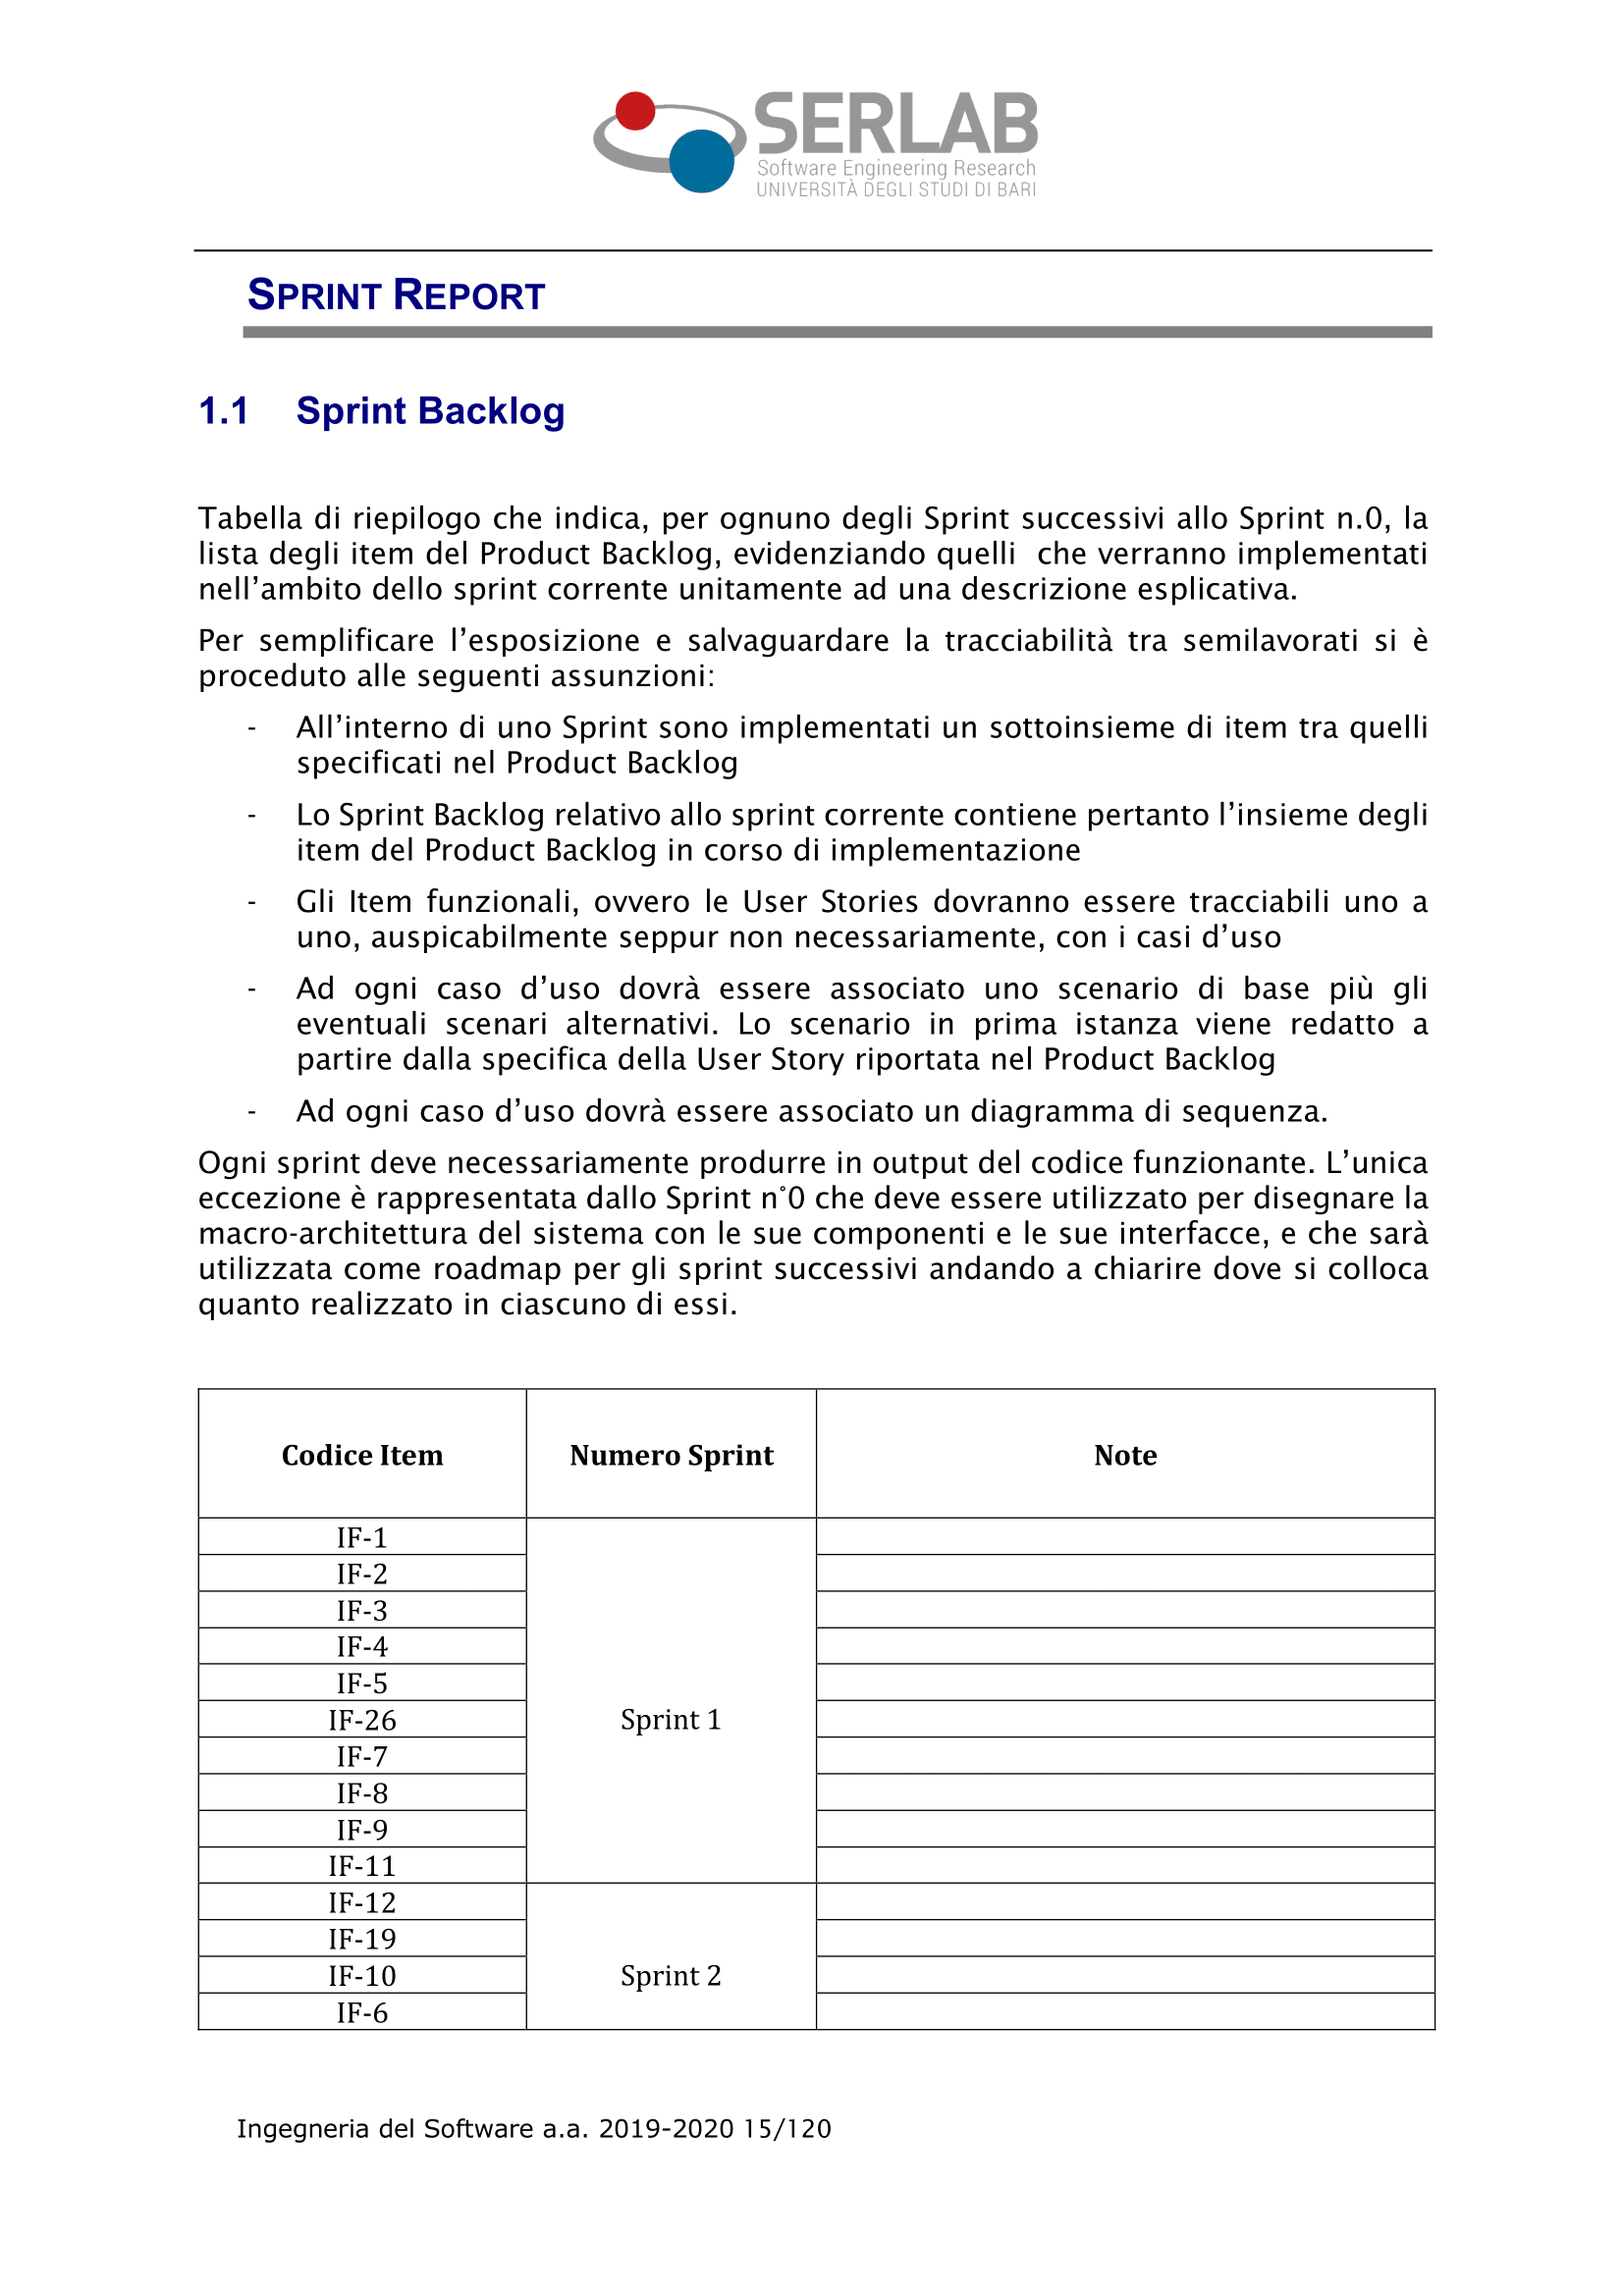 SERLAB
Software Engineering Research
UNIVERSITÀ DEGLI STUDI DI BARI
SPRINT REPORT
1.1 Sprint Backlog
Tabella di riepilogo che indica, per ognuno degli Sprint successivi allo Sprint n.0, la
lista degli item del Product Backlog, evidenziando quelli  che verranno implementati
nell’ambito dello sprint corrente unitamente ad una descrizione esplicativa.
Per semplificare l’esposizione e salvaguardare la tracciabilità tra semilavorati si è
proceduto alle seguenti assunzioni:
- All’interno di uno Sprint sono implementati un sottoinsieme di item tra quelli
specificati nel Product Backlog
- Lo Sprint Backlog relativo allo sprint corrente contiene pertanto l’insieme degli
item del Product Backlog in corso di implementazione
- Gli Item funzionali, ovvero le User Stories dovranno essere tracciabili uno a
uno, auspicabilmente seppur non necessariamente, con i casi d’uso
- Ad ogni caso d’uso dovrà essere associato uno scenario di base più gli
eventuali scenari alternativi. Lo scenario in prima istanza viene redatto a
partire dalla specifica della User Story riportata nel Product Backlog
- Ad ogni caso d’uso dovrà essere associato un diagramma di sequenza.
Ogni sprint deve necessariamente produrre in output del codice funzionante. L’unica
eccezione è rappresentata dallo Sprint n°0 che deve essere utilizzato per disegnare la
macro-architettura del sistema con le sue componenti e le sue interfacce, e che sarà
utilizzata come roadmap per gli sprint successivi andando a chiarire dove si colloca
quanto realizzato in ciascuno di essi.
Codice Item Numero Sprint Note
IF-1
IF-2
IF-3
IF-4
IF-5
IF-26 Sprint 1
IF-7
IF-8
IF-9
IF-11
IF-12
IF-19
IF-10 Sprint 2
IF-6
Ingegneria del Software a.a. 2019-2020 15/120